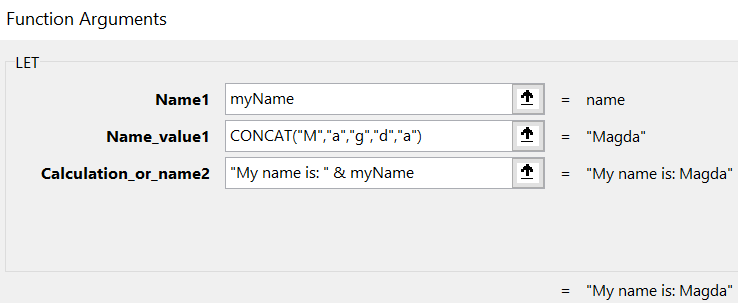 Function Arguments
LET
Name1 myName = name
Name_value1 CONCAT("M","a","g","d","a") = "Magda"
Calculation_or_name2 "My name is: " & myName = "My name is: Magda"
= "My name is: Magda"